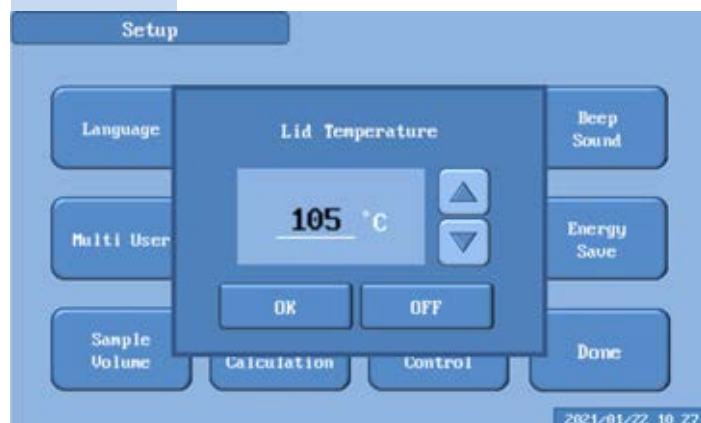 Setup
Language
Lid Temperature
Beep
Sound
105 °C
Multi User
Energy
Save
OK
OFF
Sample
Volume
Calculation
Control
Done
2021/01/22 10 27